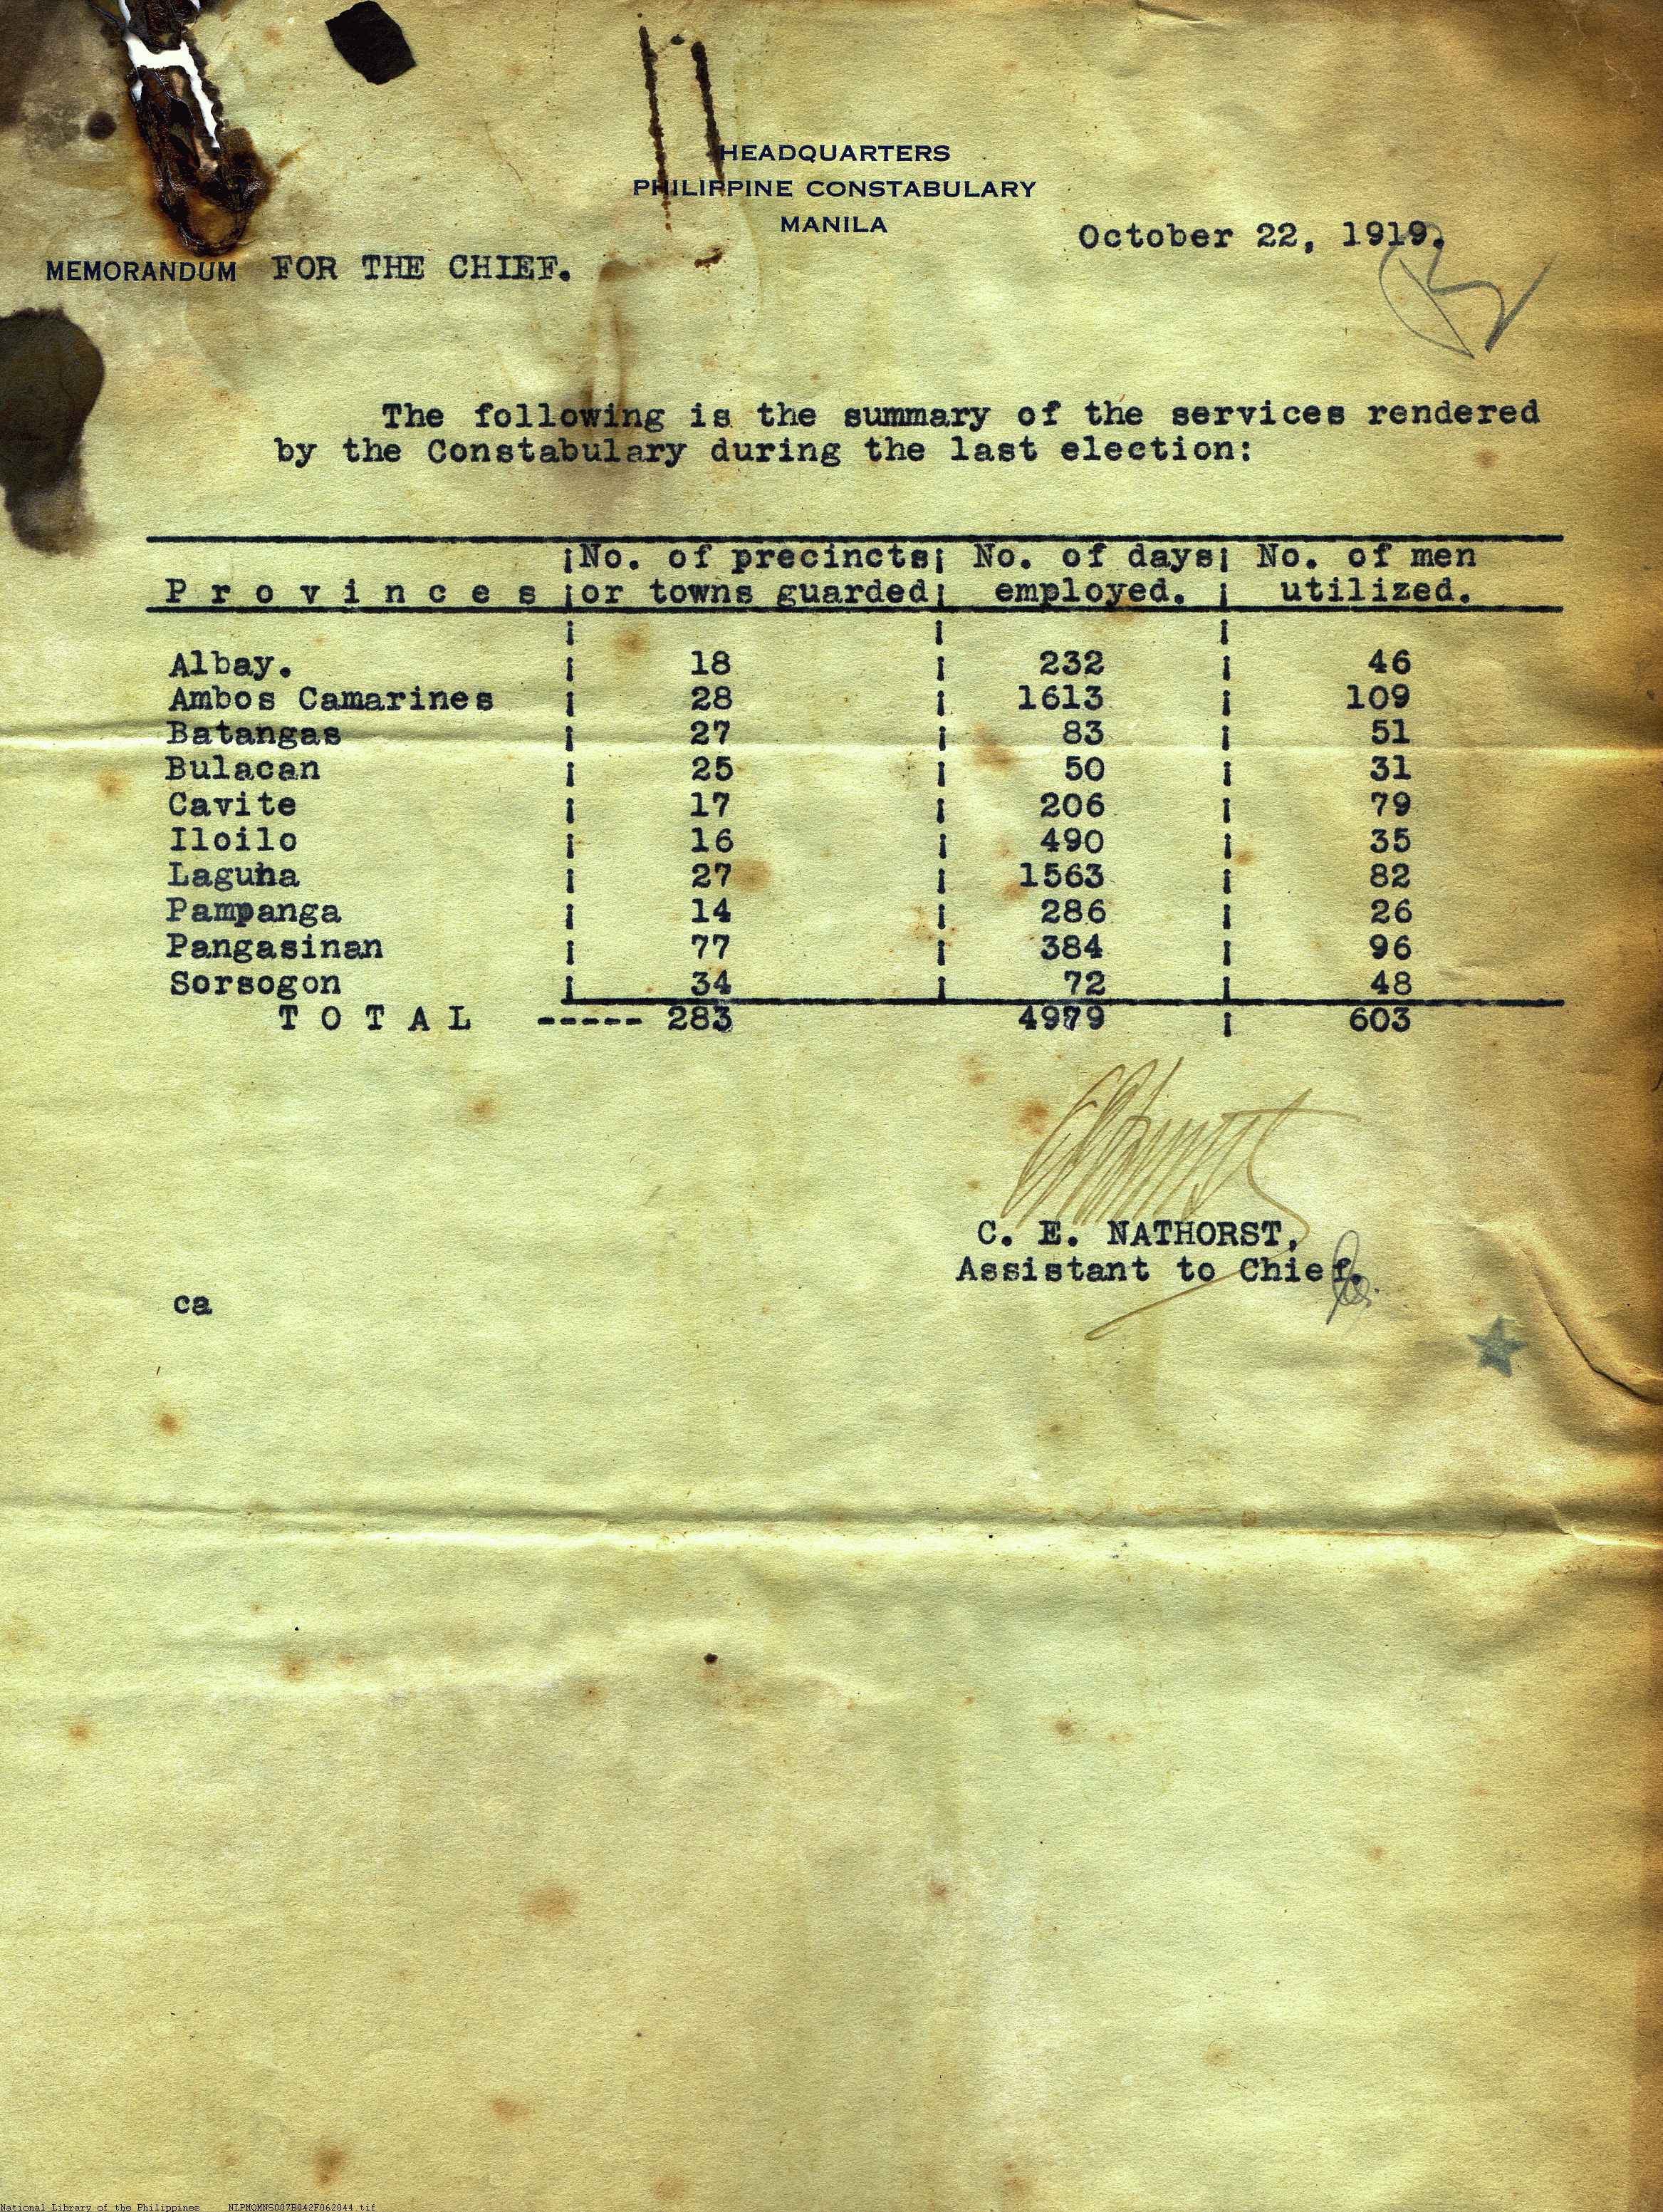 HEADQUARTERS
PHILIPPINE CONSTABULARY
MANILA
October 22, 1919.
MEMORANDUM FOR THE CHIEF.
The following is the summary of the services rendered
by the Constabulary during the last election:
No. of precincts No. of days No. of men
P r o v i n c e s or towns guarded employed. utilized.
Albay. 18 232 46
Ambos Camarines 28 1613 109
Batangas 27 83 51
Bulacan 25 50 31
Cavite 17 206 79
Iloilo 16 490 35
Laguna 27 1563 82
Pampanga 14 286 26
Pangasinan 77 384 96
Sorsogon 34 72 48
T O T A L ----- 283 4979 603
C. E. NATHORST,
Assistant to Chief.
ca
National Library of the Philippines NLPMQMNS007B042F062044.tif